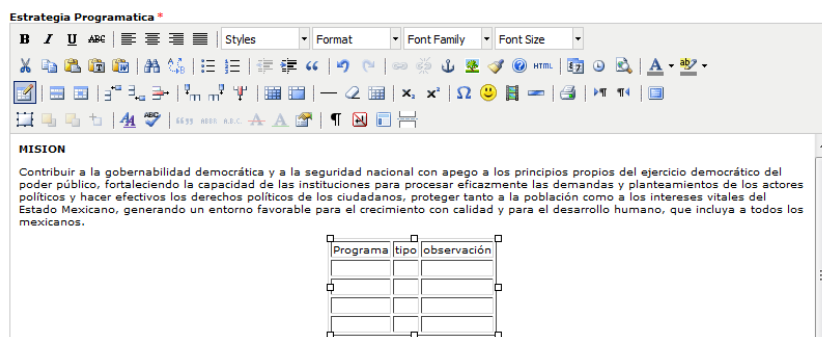 Estrategia Programatica *
B I U ABC Styles Format Font Family Font Size
HTML
MISION
Contribuir a la gobernabilidad democrática y a la seguridad nacional con apego a los principios propios del ejercicio democrático del
poder público, fortaleciendo la capacidad de las instituciones para procesar eficazmente las demandas y planteamientos de los actores
políticos y hacer efectivos los derechos políticos de los ciudadanos, proteger tanto a la población como a los intereses vitales del
Estado Mexicano, generando un entorno favorable para el crecimiento con calidad y para el desarrollo humano, que incluya a todos los
mexicanos.
Programa tipo observación